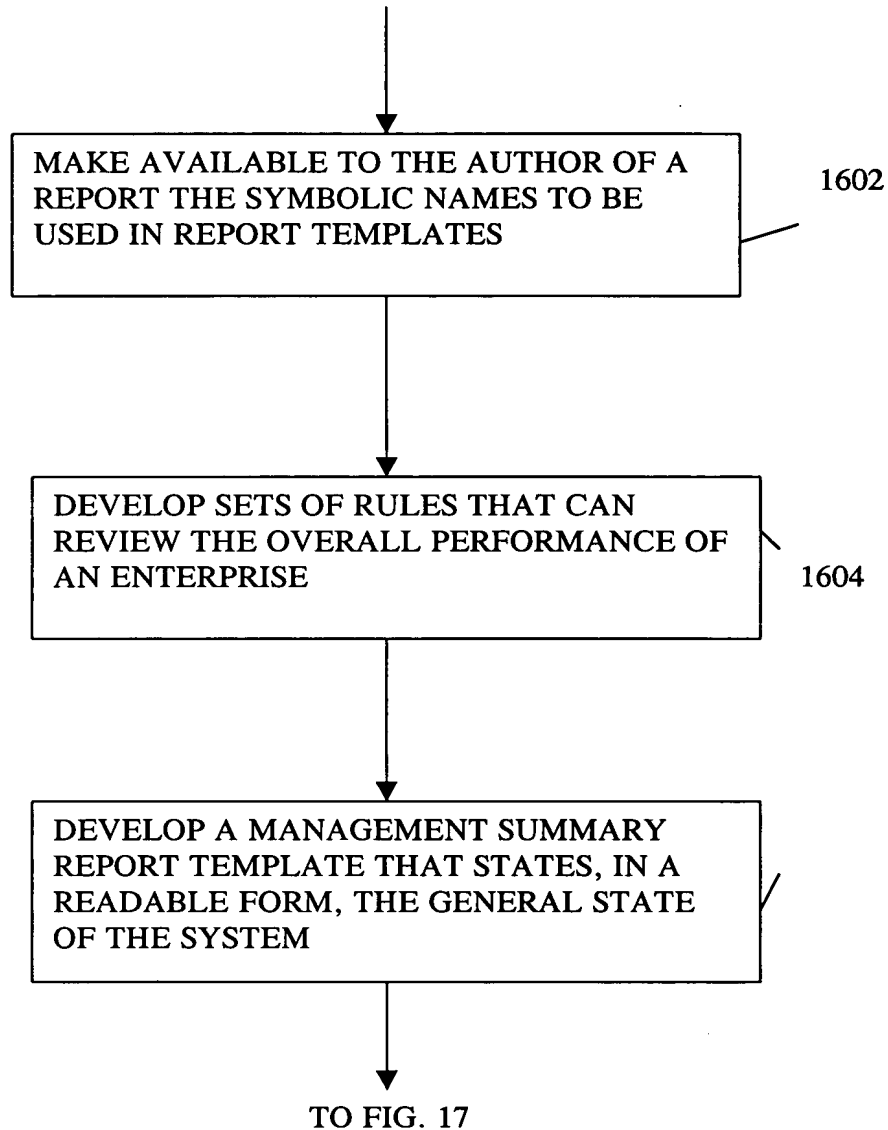 MAKE AVAILABLE TO THE AUTHOR OF A
REPORT THE SYMBOLIC NAMES TO BE
USED IN REPORT TEMPLATES
1602
DEVELOP SETS OF RULES THAT CAN
REVIEW THE OVERALL PERFORMANCE OF
AN ENTERPRISE
1604
DEVELOP A MANAGEMENT SUMMARY
REPORT TEMPLATE THAT STATES, IN A
READABLE FORM, THE GENERAL STATE
OF THE SYSTEM
TO FIG. 17